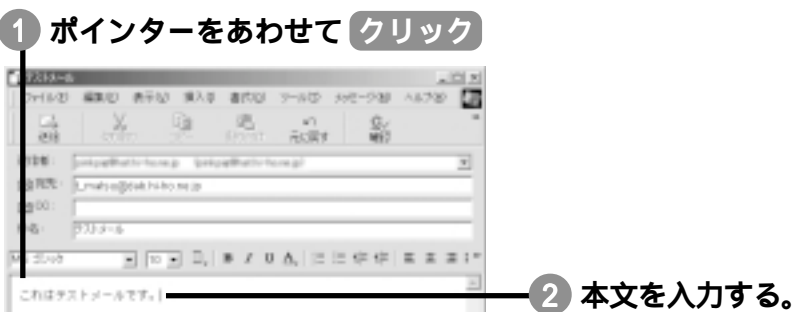 1 ポインターをあわせて クリック
テストメール
ファイル(F) 編集(E) 表示(V) 挿入(I) 書式(O) ツール(T) メッセージ(M) ヘルプ(H)
送信 元に戻す
宛先:
CC:
件名: テストメール
10 B I U A
これはテストメールです。
2 本文を入力する。